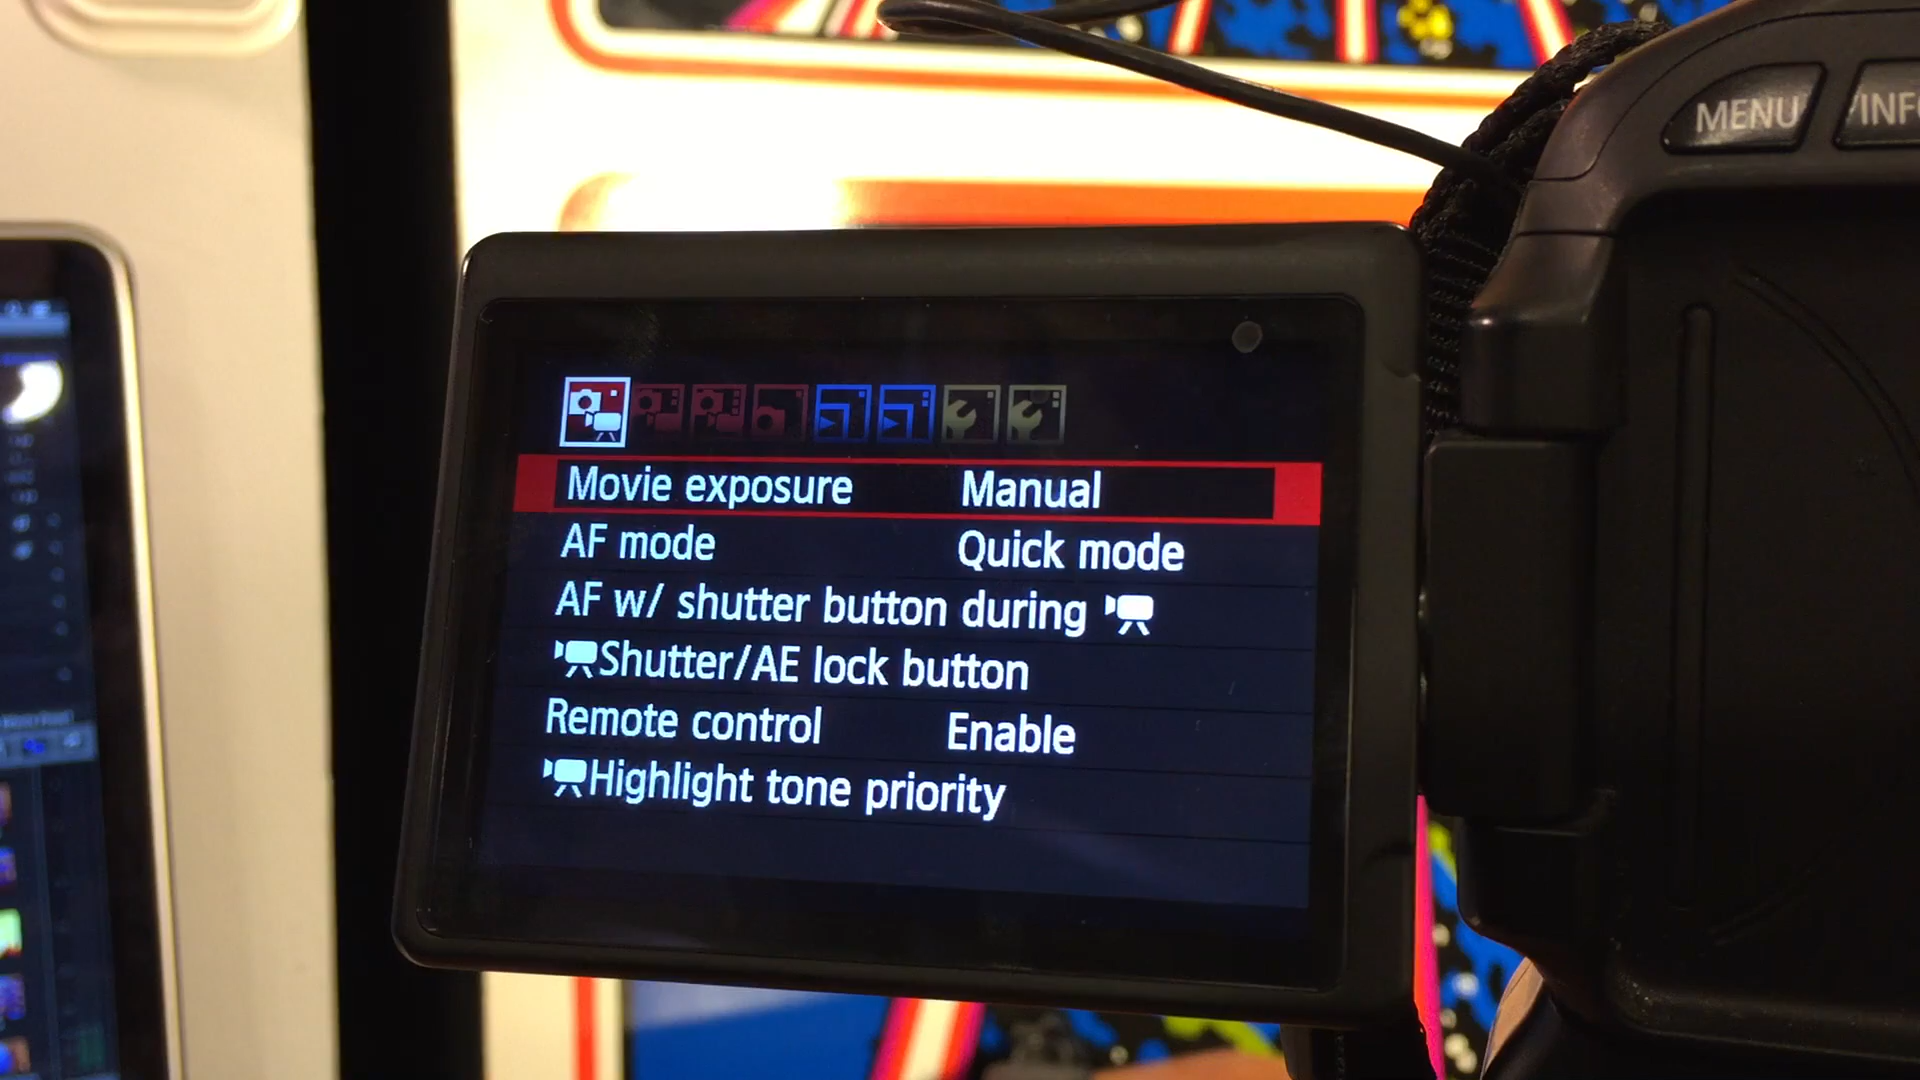 MENU
Movie exposure Manual
AF mode Quick mode
AF w/ shutter button during
Shutter/AE lock button
Remote control Enable
Highlight tone priority